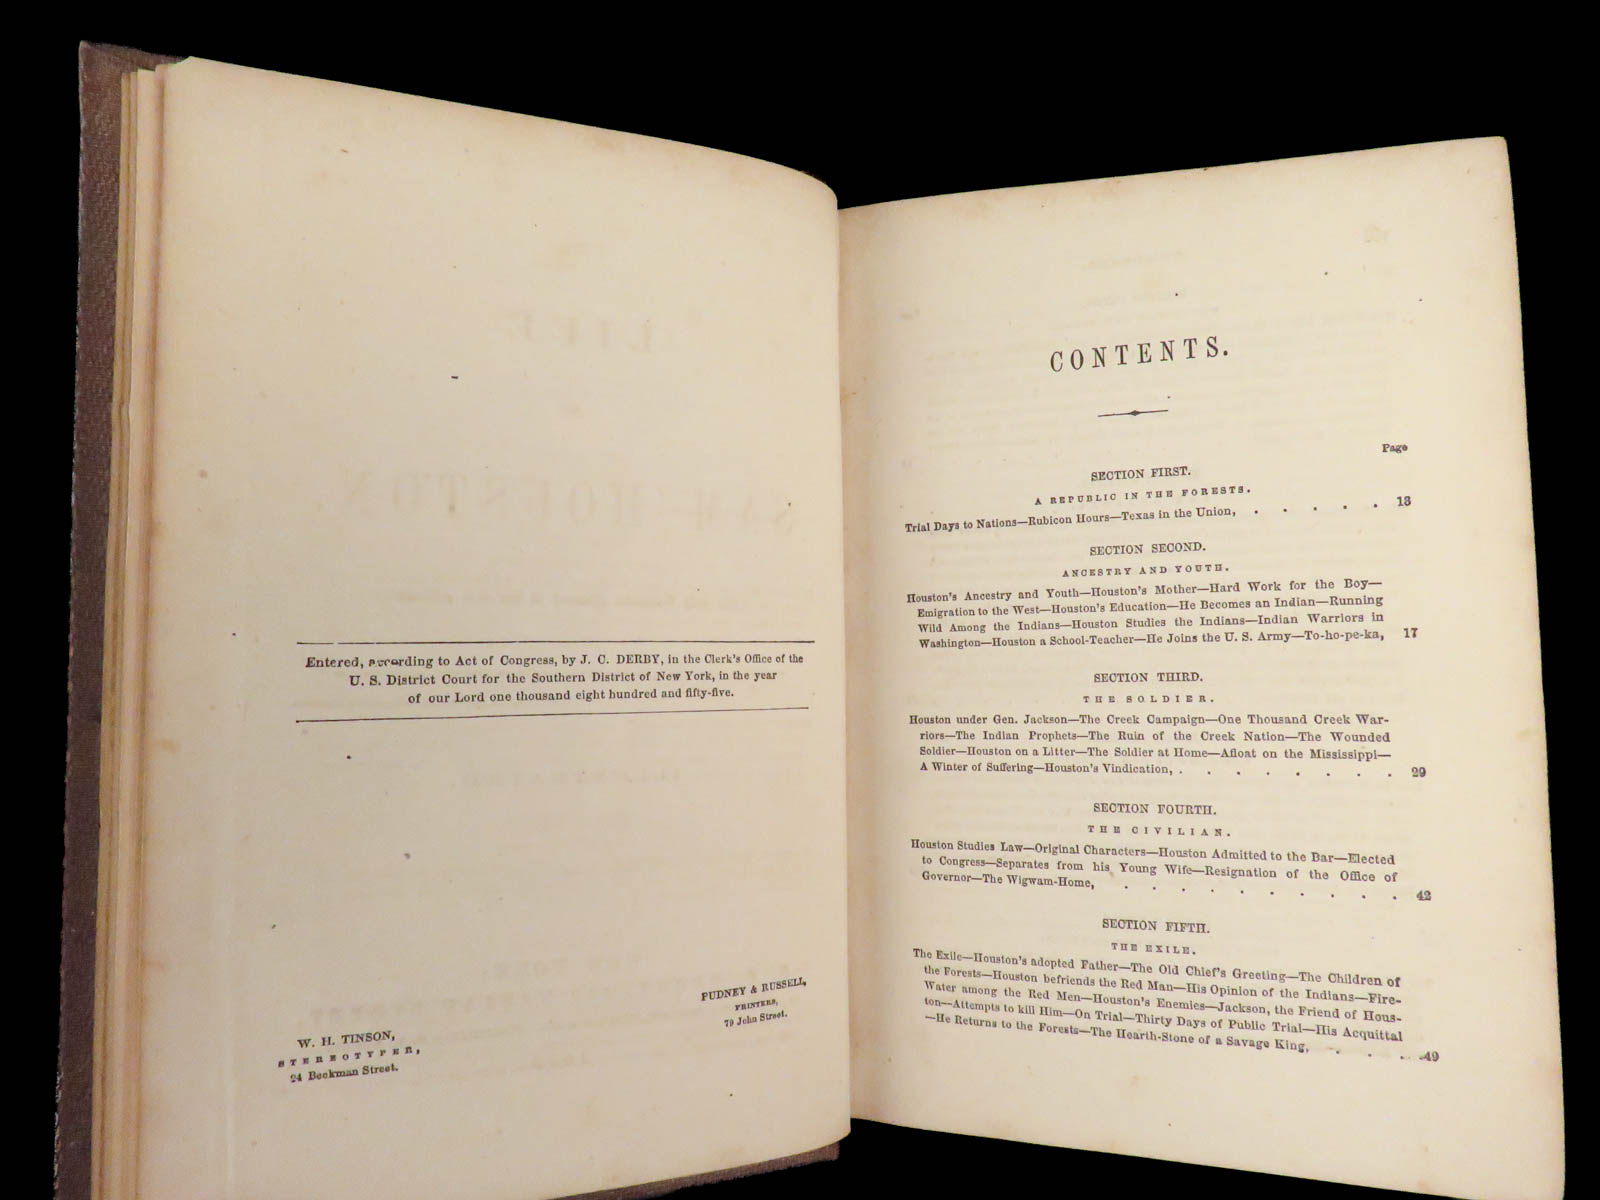 Entered, according to Act of Congress, by J. C. DERBY, in the Clerk's Office of the
U. S. District Court for the Southern District of New York, in the year
of our Lord one thousand eight hundred and fifty-five.
W. H. TINSON,
STEREOTYPER,
24 Beekman Street.
PUDNEY & RUSSELL,
PRINTERS,
79 John Street.
CONTENTS.
Page
SECTION FIRST.
A REPUBLIC IN THE FORESTS.
Trial Days to Nations—Rubicon Hours—Texas in the Union, . . . . . 13
SECTION SECOND.
ANCESTRY AND YOUTH.
Houston's Ancestry and Youth—Houston's Mother—Hard Work for the Boy—
Emigration to the West—Houston's Education—He Becomes an Indian—Running
Wild Among the Indians—Houston Studies the Indians—Indian Warriors in
Washington—Houston a School-Teacher—He Joins the U. S. Army—To-ho-pe-ka, 17
SECTION THIRD.
THE SOLDIER.
Houston under Gen. Jackson—The Creek Campaign—One Thousand Creek War-
riors—The Indian Prophets—The Ruin of the Creek Nation—The Wounded
Soldier—Houston on a Litter—The Soldier at Home—Afloat on the Mississippi—
A Winter of Suffering—Houston's Vindication, . . . . . . . . 29
SECTION FOURTH.
THE CIVILIAN.
Houston Studies Law—Original Characters—Houston Admitted to the Bar—Elected
to Congress—Separates from his Young Wife—Resignation of the Office of
Governor—The Wigwam-Home, . . . . . . . . . . 42
SECTION FIFTH.
THE EXILE.
The Exile—Houston's adopted Father—The Old Chief's Greeting—The Children of
the Forests—Houston befriends the Red Man—His Opinion of the Indians—Fire-
Water among the Red Men—Houston's Enemies—Jackson, the Friend of Hous-
ton—Attempts to kill Him—On Trial—Thirty Days of Public Trial—His Acquittal
—He Returns to the Forests—The Hearth-Stone of a Savage King, . . . . 49